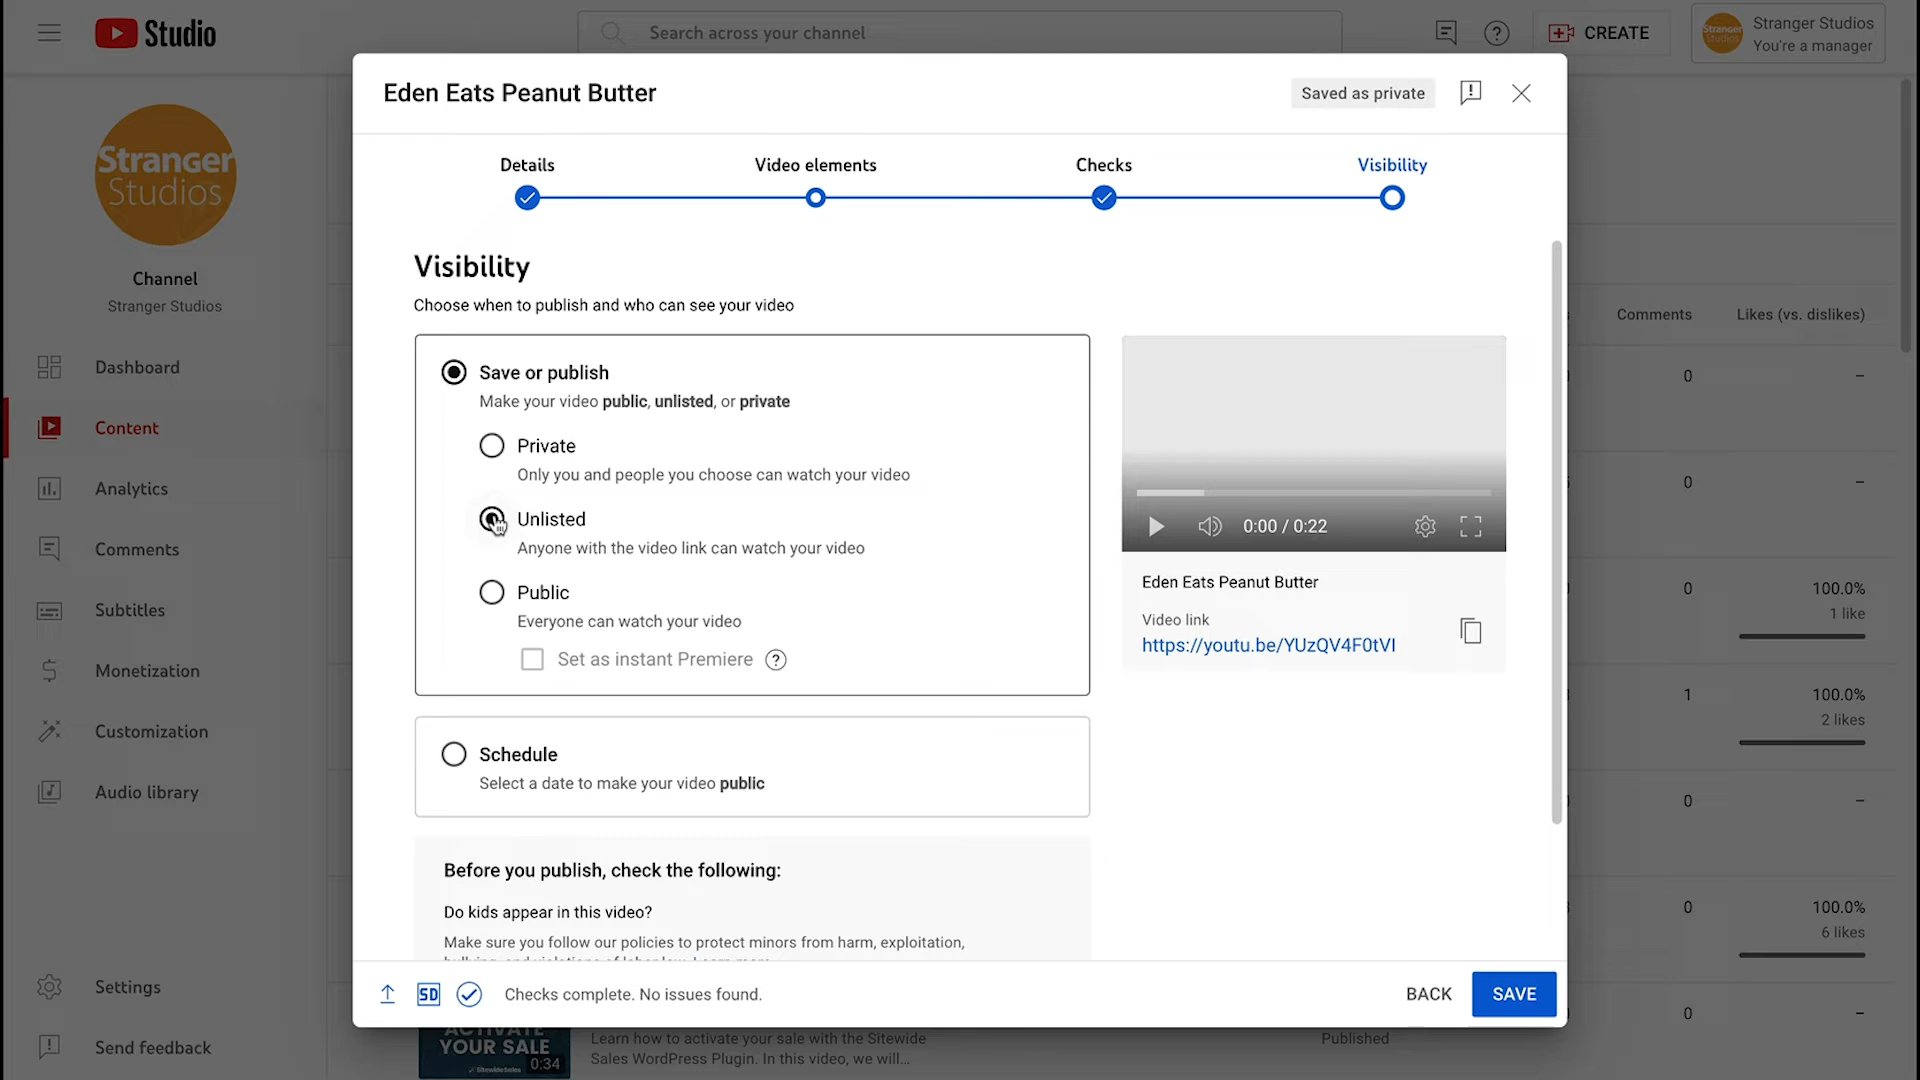 Studio
Search across your channel
CREATE
Stranger Studios
Stranger Studios
You're a manager
Eden Eats Peanut Butter
Saved as private
Details
Video elements
Checks
Visibility
Stranger
Studios
Channel
Stranger Studios
Dashboard
Content
Analytics
Comments
Subtitles
Monetization
Customization
Audio library
Settings
Send feedback
Visibility
Choose when to publish and who can see your video
Save or publish
Make your video public, unlisted, or private
Private
Only you and people you choose can watch your video
Unlisted
Anyone with the video link can watch your video
Public
Everyone can watch your video
Set as instant Premiere ?
Schedule
Select a date to make your video public
Before you publish, check the following:
Do kids appear in this video?
Make sure you follow our policies to protect minors from harm, exploitation,
0:00 / 0:22
Eden Eats Peanut Butter
Video link
https://youtu.be/YUzQV4F0tVI
Comments
Likes (vs. dislikes)
0
–
0
–
0
100.0%
1 like
1
100.0%
2 likes
0
–
0
100.0%
6 likes
0
–
SD
Checks complete. No issues found.
BACK
SAVE
ACTIVATE
YOUR SALE
SitewideSales
0:34
Learn how to activate your sale with the Sitewide
Sales WordPress Plugin. In this video, we will...
Published